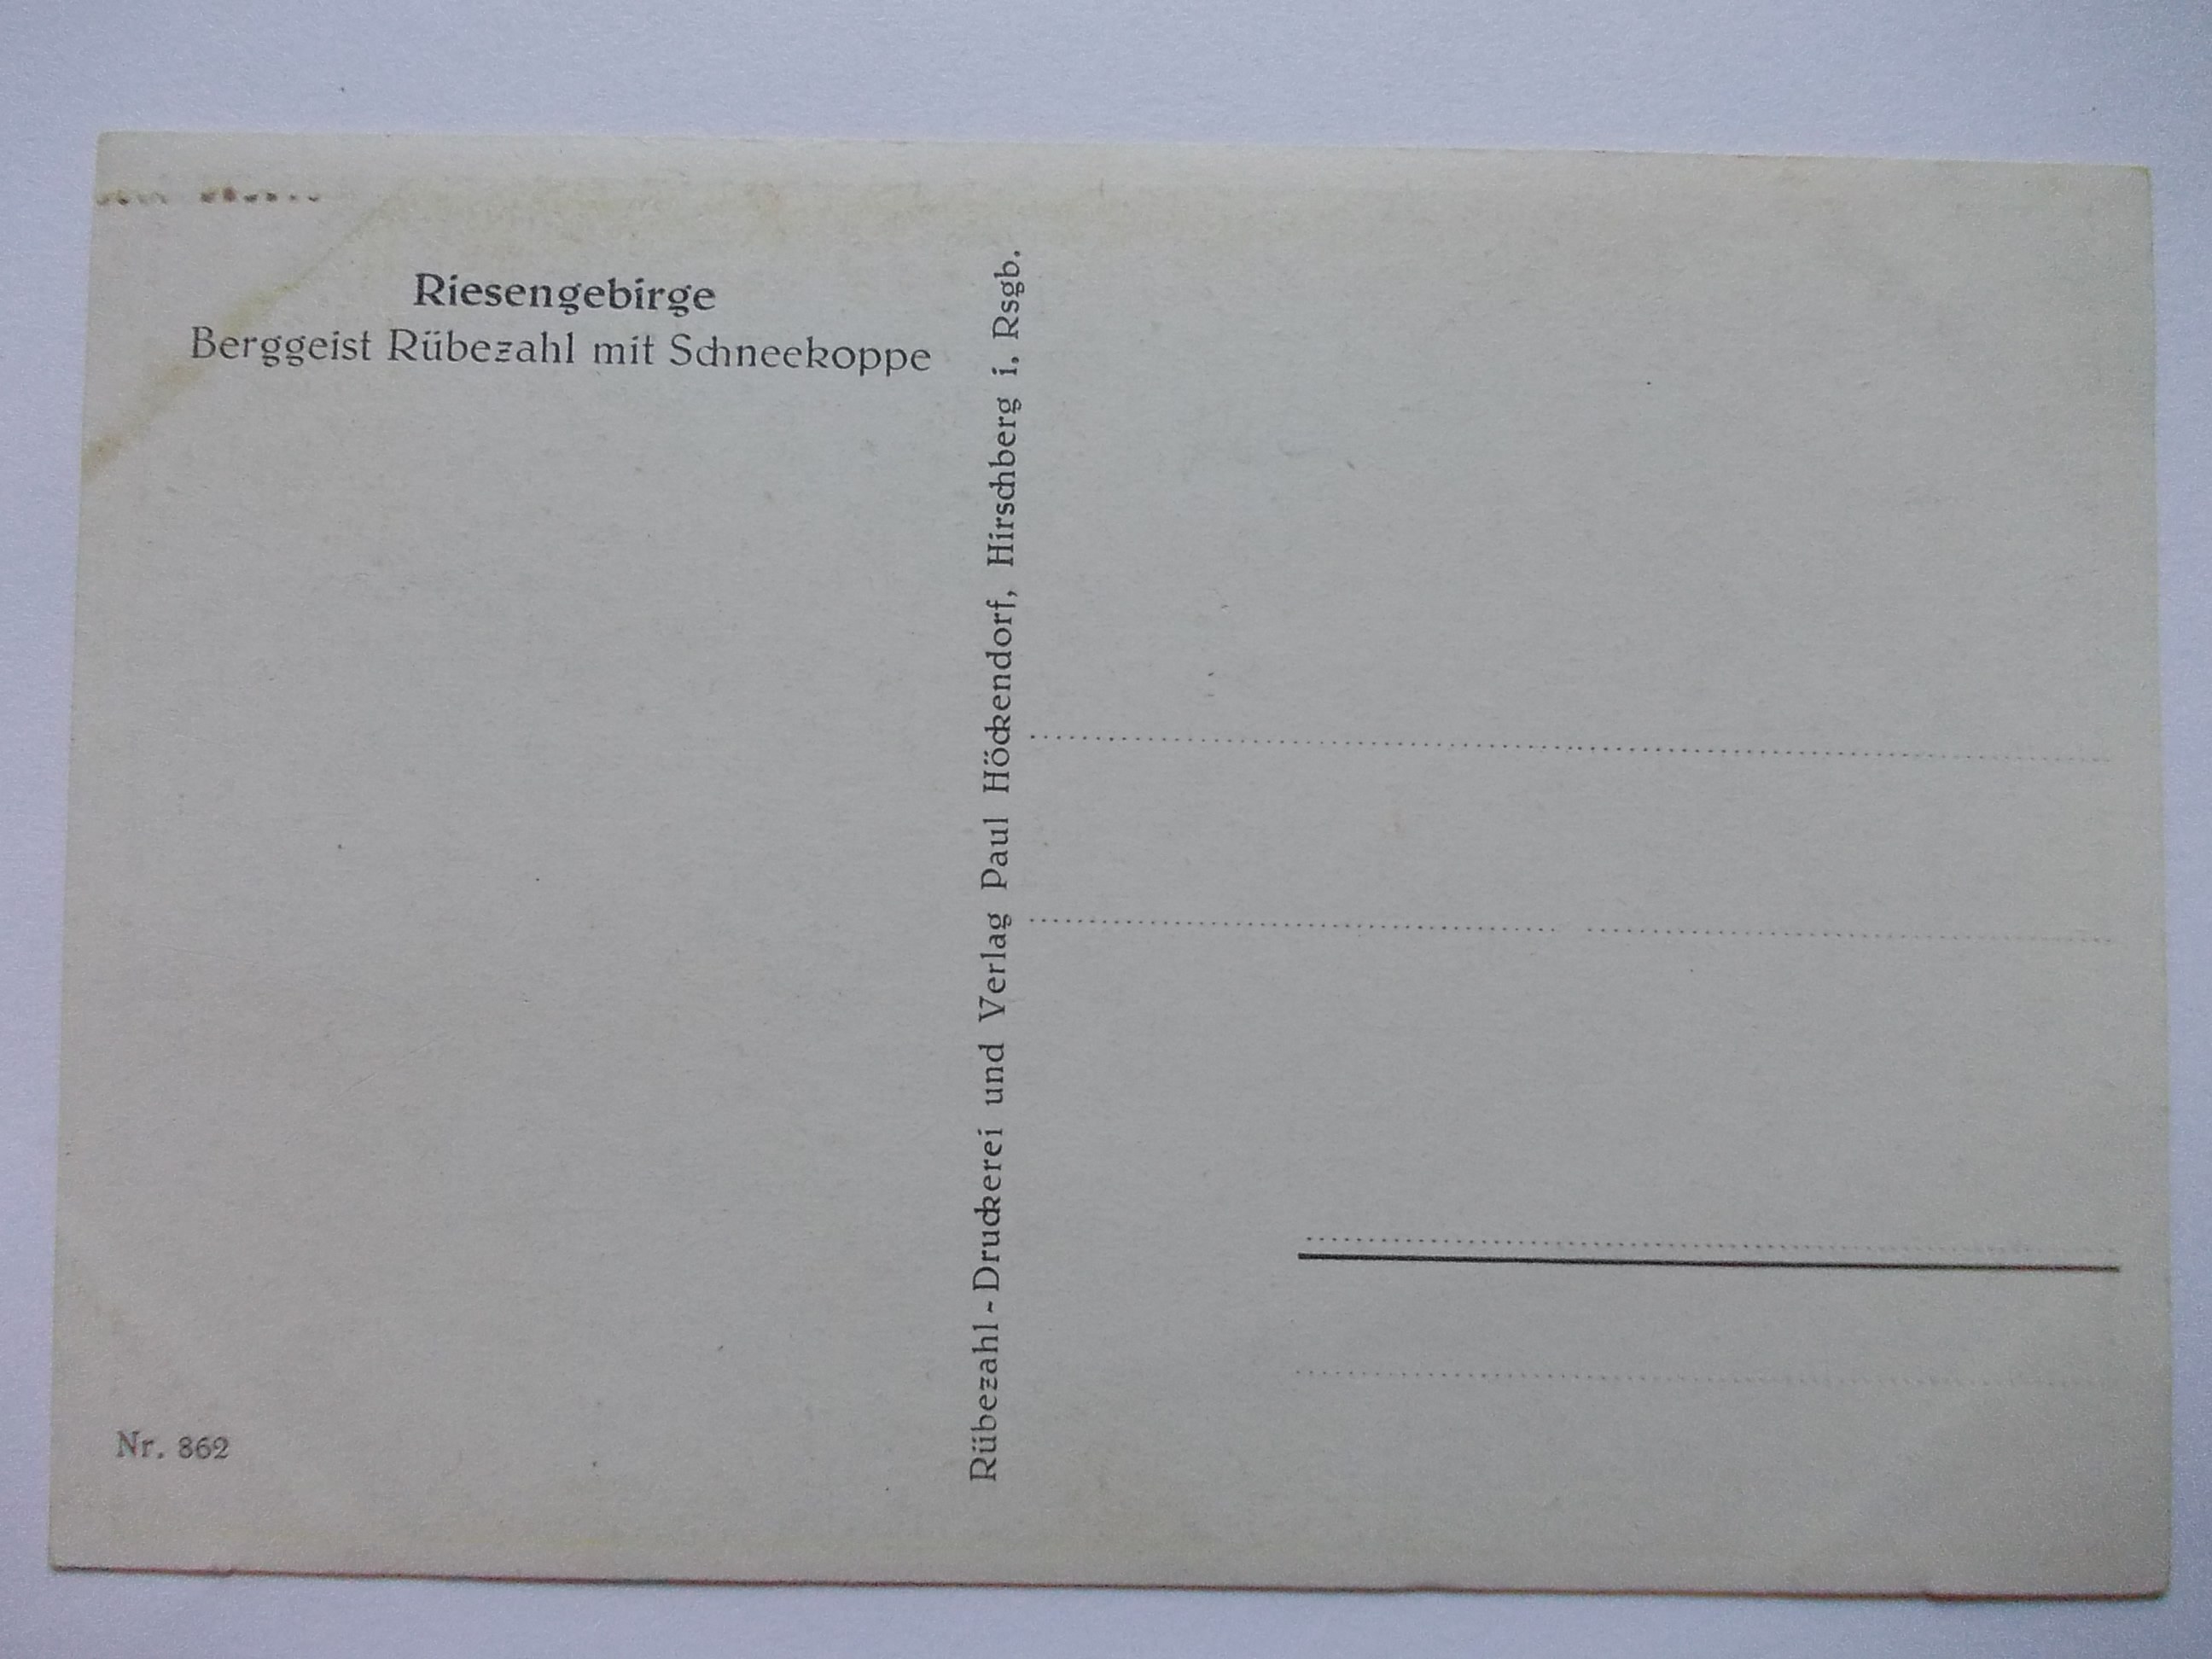 Riesengebirge
Berggeist Rübezahl mit Schneekoppe
Rübezahl-Druckerei und Verlag Paul Höckendorf, Hirschberg i. Rsgb.
Nr. 862